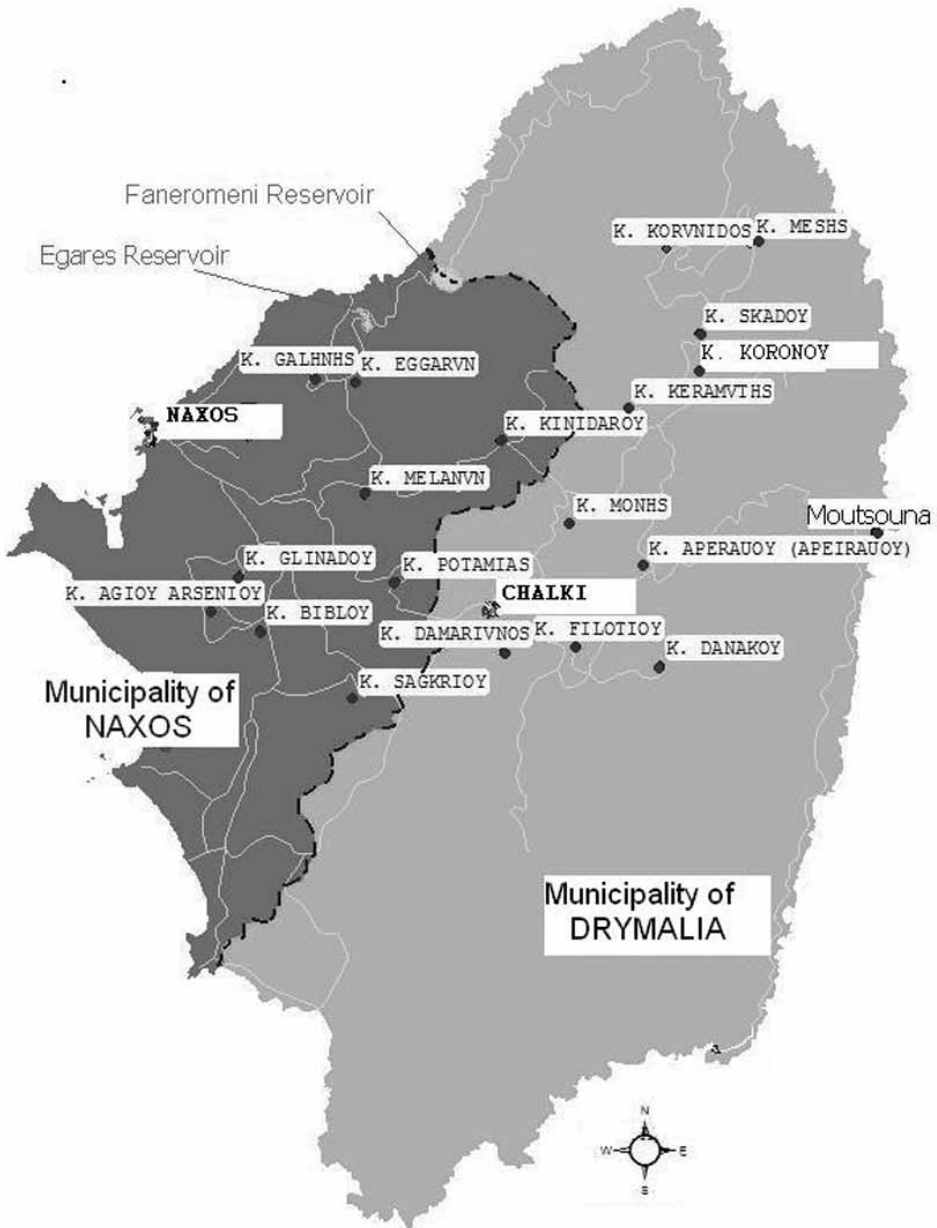 Faneromeni Reservoir
K. KORVNIDOS
K. MESHS
Egares Reservoir
K. SKADOY
K. GALHNHS
K. EGGARVN
K. KORONOY
K. KERAMVTHS
NAXOS
K. KINIDAROY
K. MELANVN
K. MONHS
Moutsouna
K. GLINADOY
K. POTAMIAS
K. APERAUOY (APEIRAUOY)
K. AGIOY ARSENIOY
K. BIBLOY
CHALKI
K. DAMARIVNOS
K. FILOTIOY
K. DANAKOY
K. SAGKRIOY
Municipality of
NAXOS
Municipality of
DRYMALIA
N
W
E
S